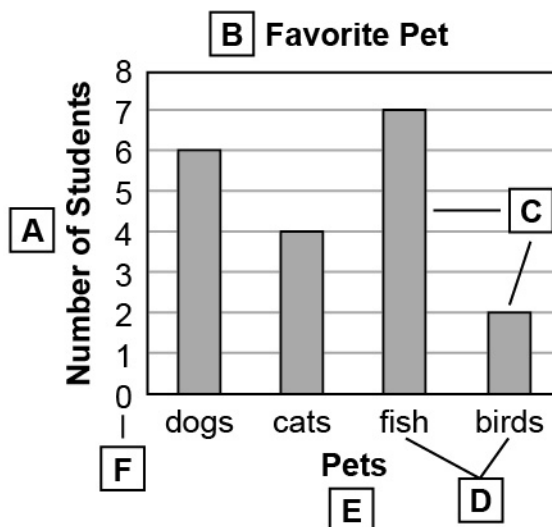 B Favorite Pet
Number of Students
8
7
6
5
4
3
2
1
0
A
C
dogs cats fish birds
F
Pets
E
D